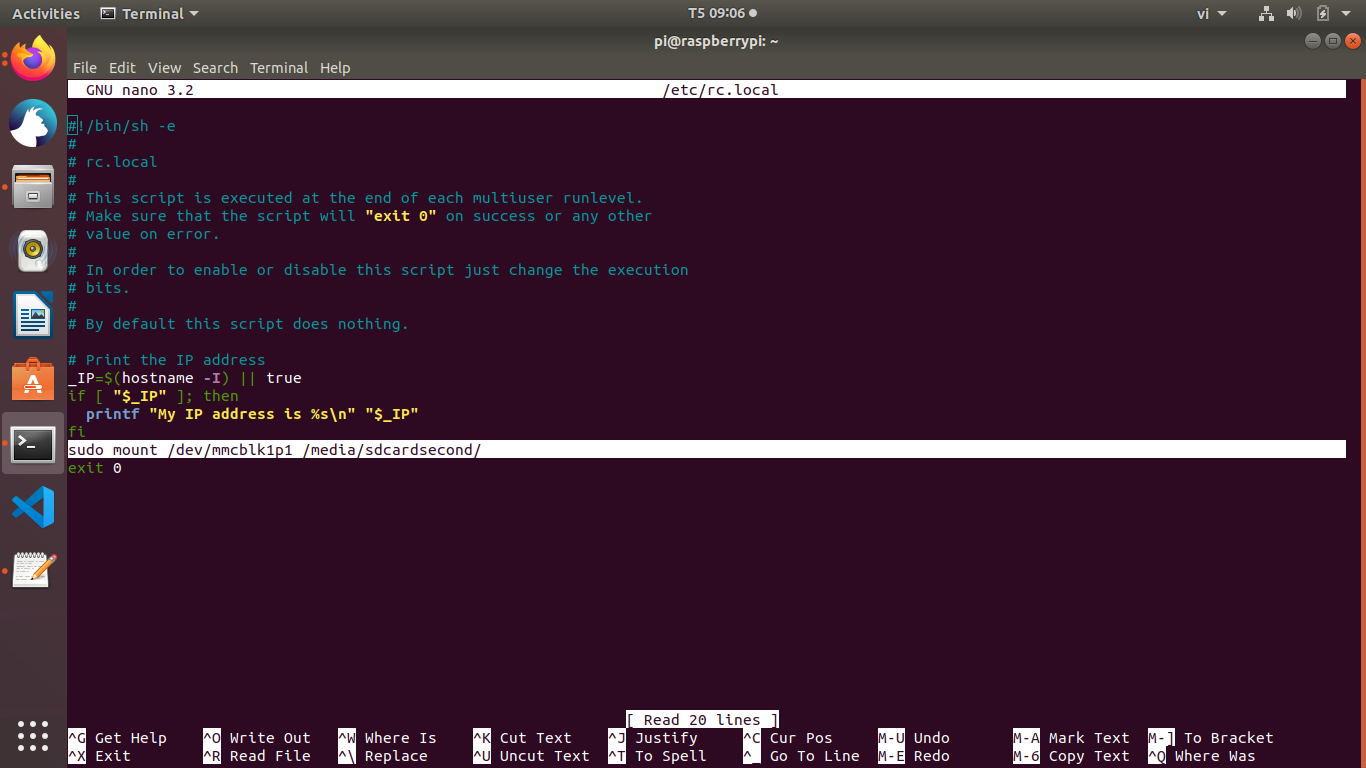 Activities Terminal T5 09:06 vi
pi@raspberrypi: ~
File Edit View Search Terminal Help
GNU nano 3.2 /etc/rc.local
#!/bin/sh -e
#
# rc.local
#
# This script is executed at the end of each multiuser runlevel.
# Make sure that the script will "exit 0" on success or any other
# value on error.
#
# In order to enable or disable this script just change the execution
# bits.
#
# By default this script does nothing.
# Print the IP address
_IP=$(hostname -I) || true
if [ "$_IP" ]; then
  printf "My IP address is %s\n" "$_IP"
fi
sudo mount /dev/mmcblk1p1 /media/sdcardsecond/
exit 0
[ Read 20 lines ]
^G Get Help ^O Write Out ^W Where Is ^K Cut Text ^J Justify ^C Cur Pos M-U Undo M-A Mark Text M-] To Bracket
^X Exit ^R Read File ^\ Replace ^U Uncut Text ^T To Spell ^_ Go To Line M-E Redo M-6 Copy Text ^Q Where Was